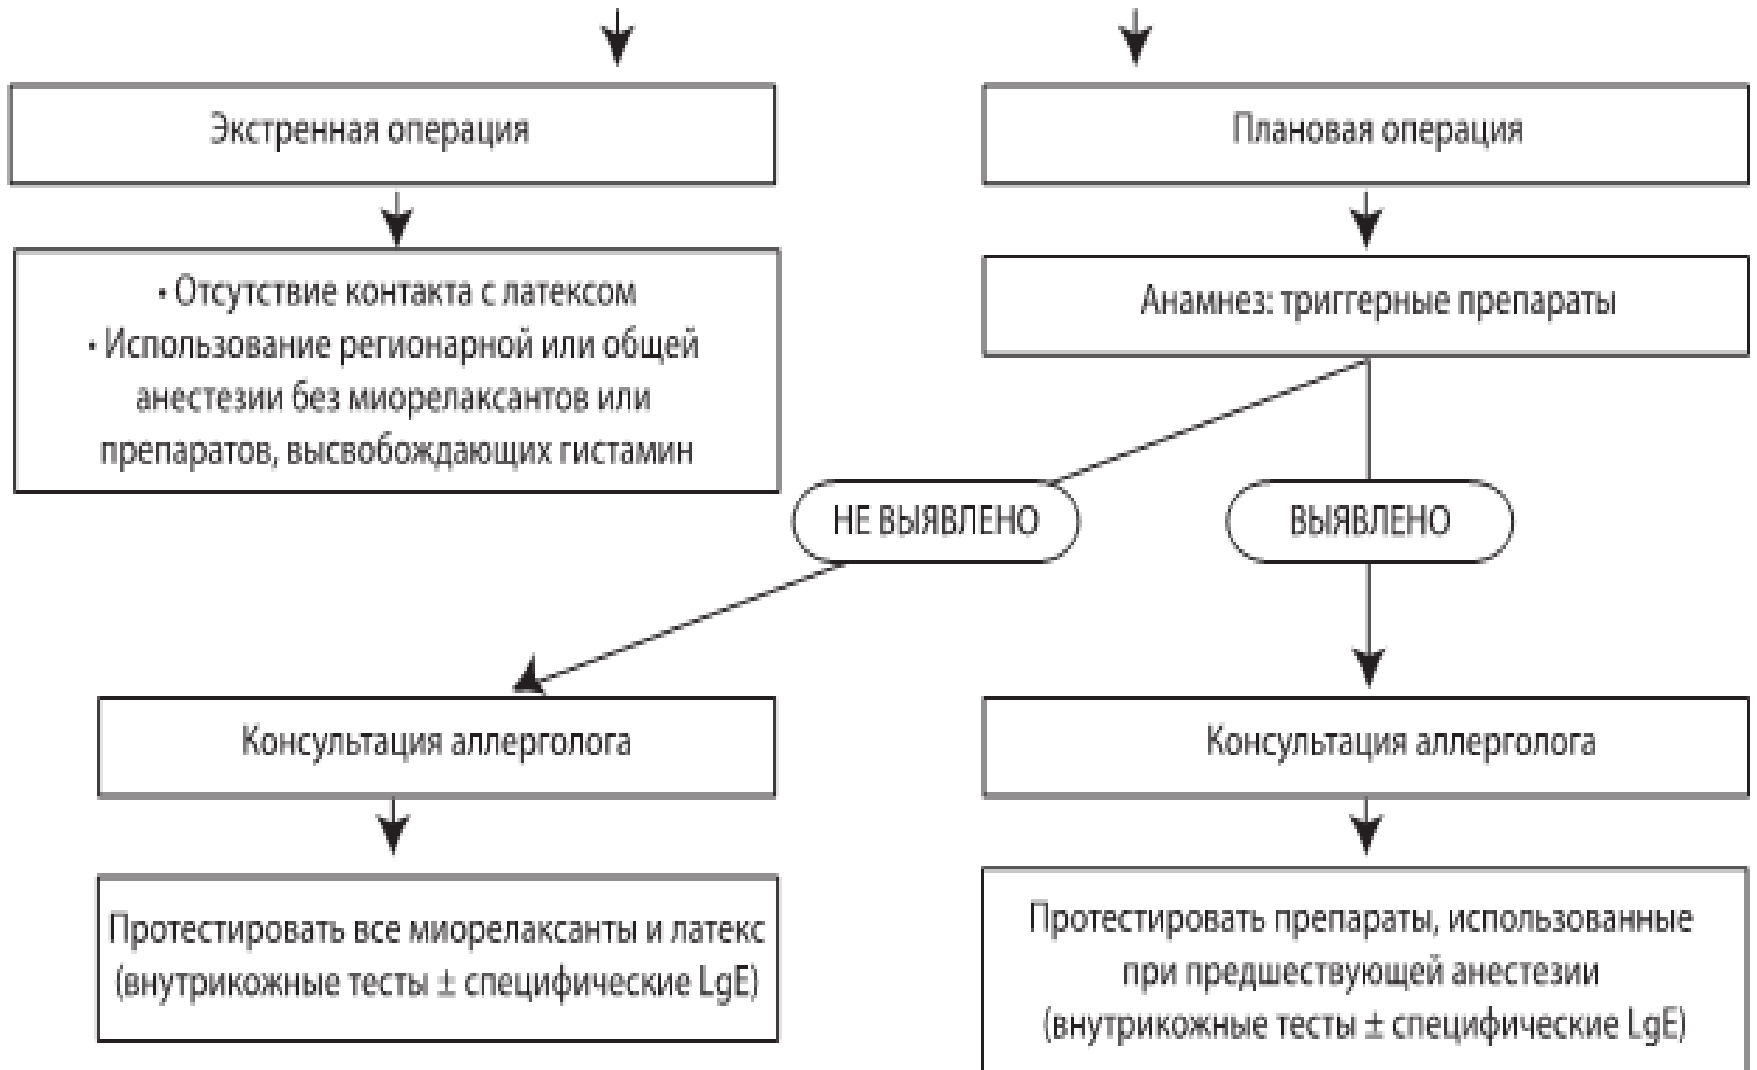 Экстренная операция
Плановая операция
• Отсутствие контакта с латексом
• Использование регионарной или общей
анестезии без миорелаксантов или
препаратов, высвобождающих гистамин
Анамнез: триггерные препараты
НЕ ВЫЯВЛЕНО
ВЫЯВЛЕНО
Консультация аллерголога
Консультация аллерголога
Протестировать все миорелаксанты и латекс
(внутрикожные тесты ± специфические LgE)
Протестировать препараты, использованные
при предшествующей анестезии
(внутрикожные тесты ± специфические LgE)